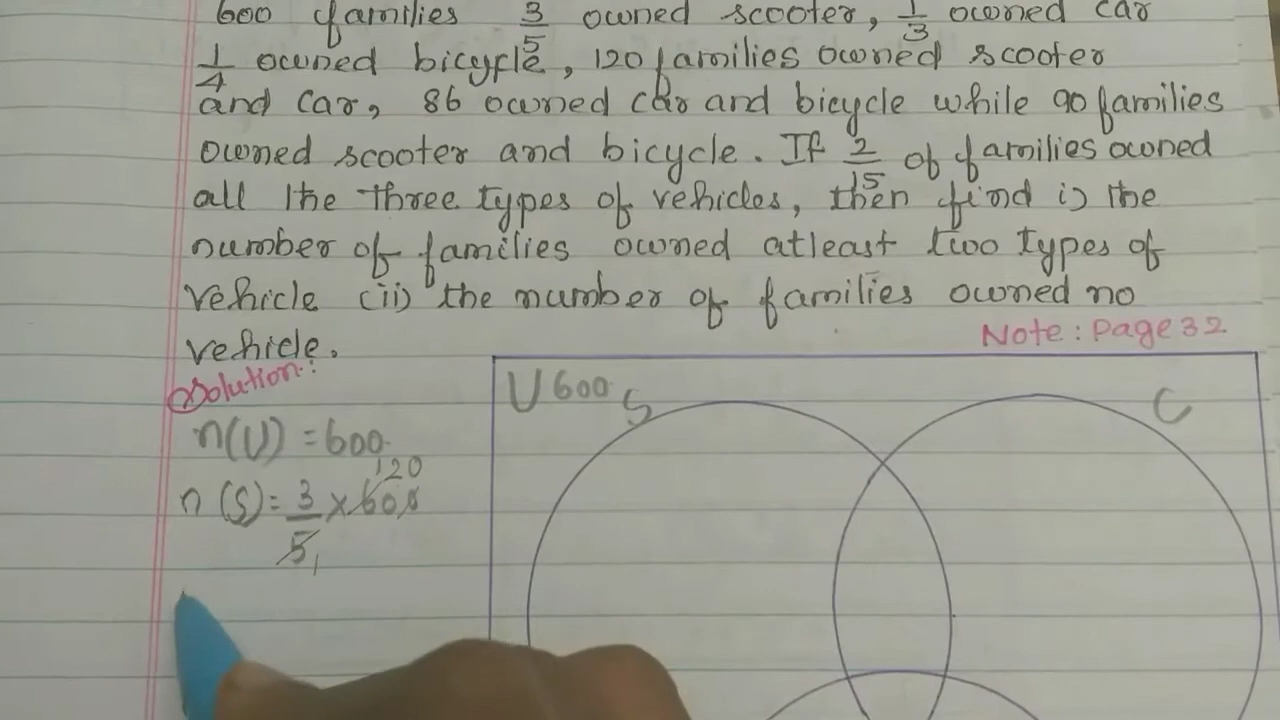 600 families 3/5 owned scooter, 1/3 owned car
1/4 owned bicycle, 120 families owned scooter
and car, 86 owned car and bicycle while 90 families
owned scooter and bicycle. If 2/15 of families owned
all the three types of vehicles, then find i) the
number of families owned atleast two types of
vehicle (ii) the number of families owned no
vehicle.
Note: page 32
Solution:
n(U) = 600
n(S) = 3/5 × 600
120
1
U 600
S
C